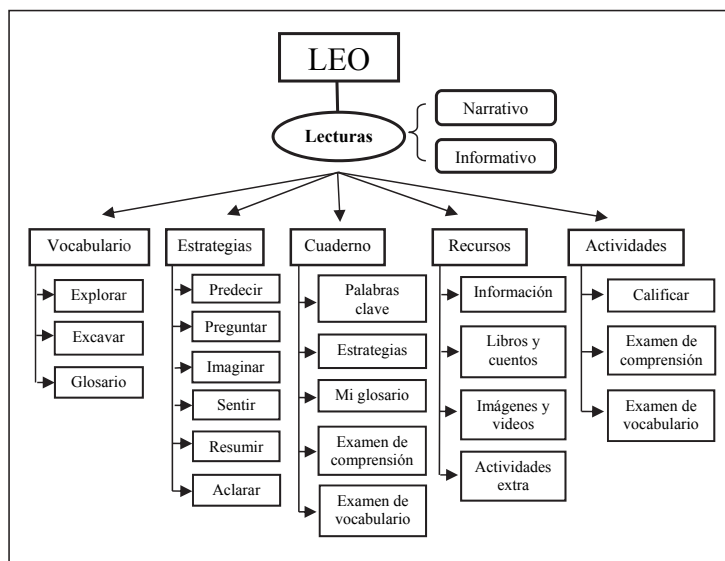 LEO
Lecturas
Narrativo
Informativo
Vocabulario
Explorar
Excavar
Glosario
Estrategias
Predecir
Preguntar
Imaginar
Sentir
Resumir
Aclarar
Cuaderno
Palabras
clave
Estrategias
Mi glosario
Examen de
comprensión
Examen de
vocabulario
Recursos
Información
Libros y
cuentos
Imágenes y
videos
Actividades
extra
Actividades
Calificar
Examen de
comprensión
Examen de
vocabulario